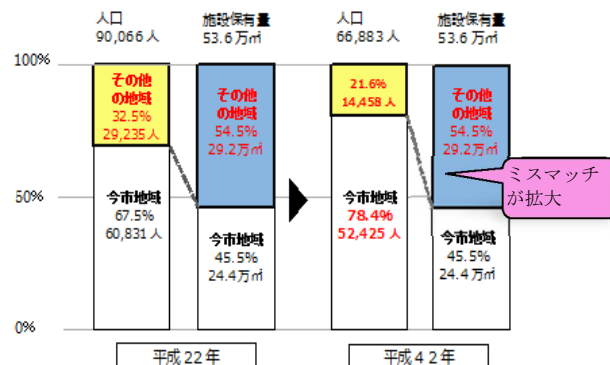 人口
90,066人
施設保有量
53.6万㎡
人口
66,883人
施設保有量
53.6万㎡
100%
50%
0%
その他
の地域
32.5%
29,235人
今市地域
67.5%
60,831人
その他
の地域
54.5%
29.2万㎡
今市地域
45.5%
24.4万㎡
21.6%
14,458人
今市地域
78.4%
52,425人
その他
の地域
54.5%
29.2万㎡
今市地域
45.5%
24.4万㎡
ミスマッチ
が拡大
平成22年
平成42年